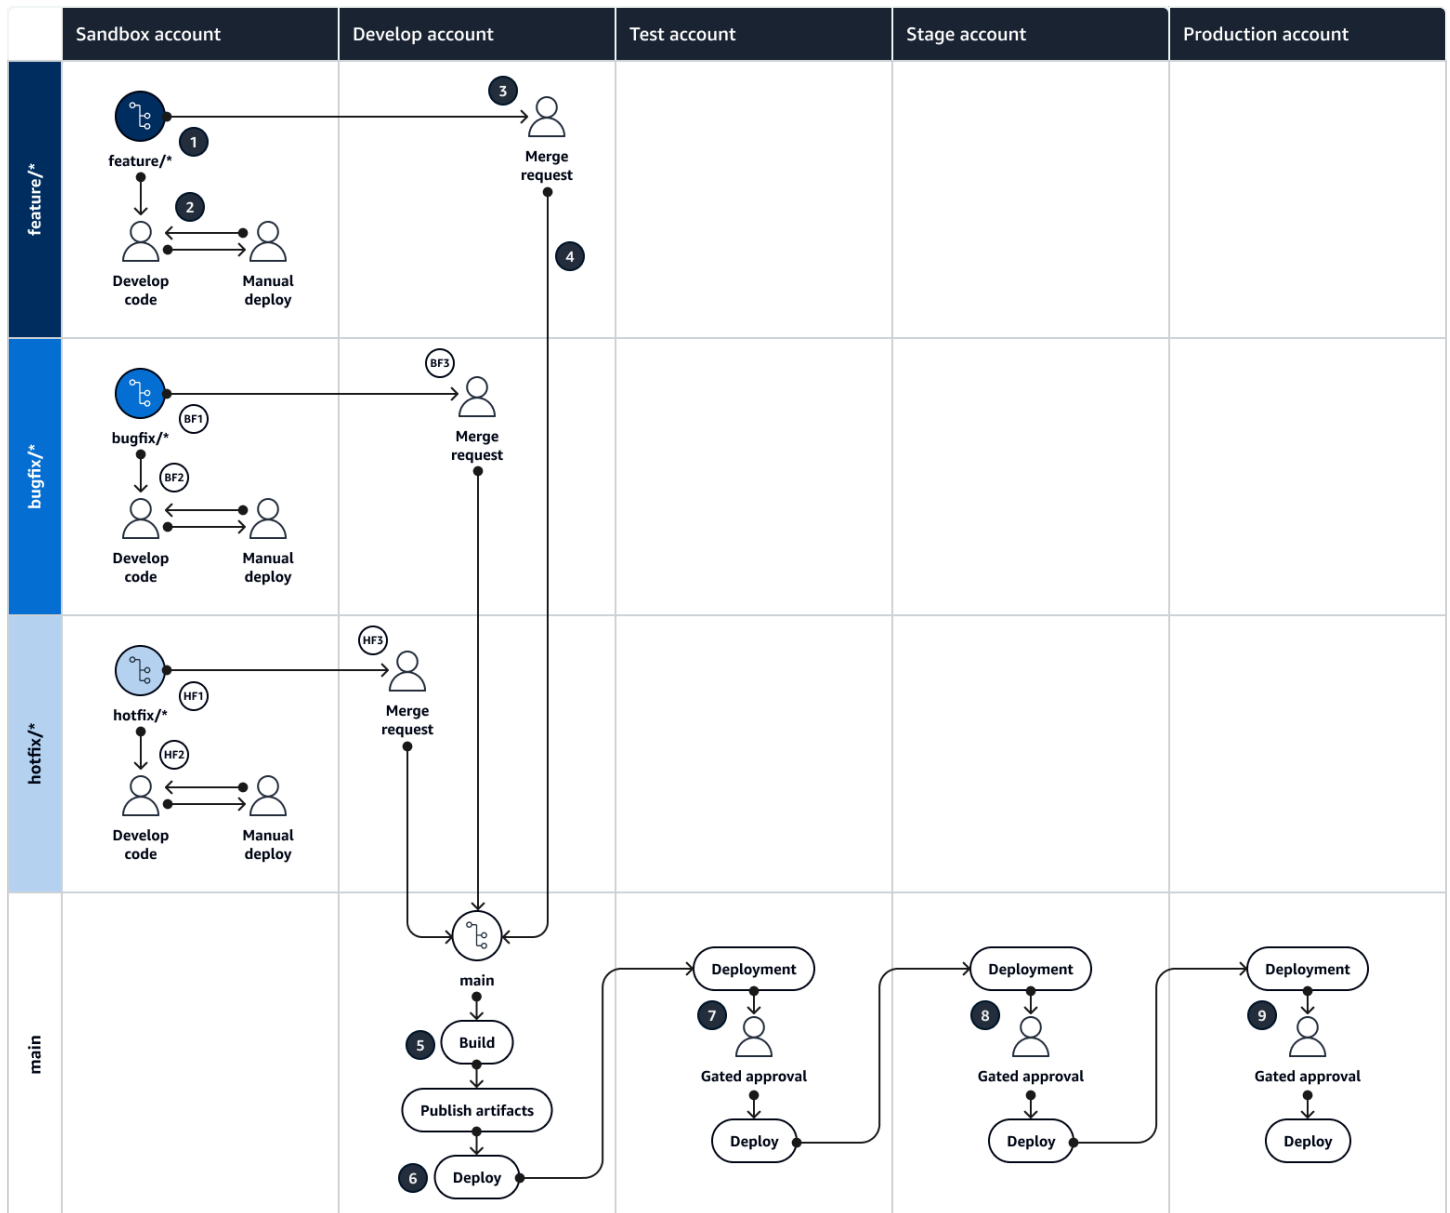 Sandbox account
Develop account
Test account
Stage account
Production account
feature/*
1
3
feature/*
Merge
request
2
4
Develop
code
Manual
deploy
bugfix/*
BF3
BF1
bugfix/*
Merge
request
BF2
Develop
code
Manual
deploy
hotfix/*
HF3
HF1
hotfix/*
Merge
request
HF2
Develop
code
Manual
deploy
main
main
5
Build
Publish artifacts
6
Deploy
Deployment
7
Gated approval
Deploy
Deployment
8
Gated approval
Deploy
Deployment
9
Gated approval
Deploy